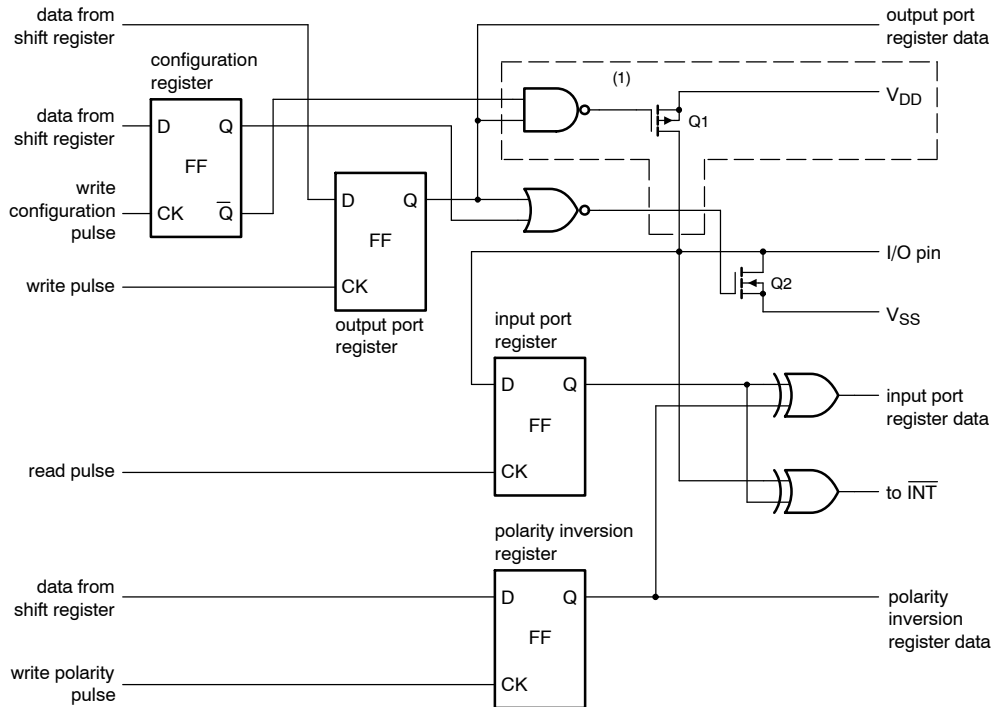 data from
shift register
output port
register data
configuration
register
(1)
V_DD
Q1
data from
shift register
D
Q
FF
write
configuration
pulse
CK
Q̅
D
Q
FF
CK
write pulse
output port
register
I/O pin
Q2
V_SS
input port
register
D
Q
FF
CK
input port
register data
read pulse
to I̅N̅T̅
polarity inversion
register
data from
shift register
D
Q
FF
CK
polarity
inversion
register data
write polarity
pulse